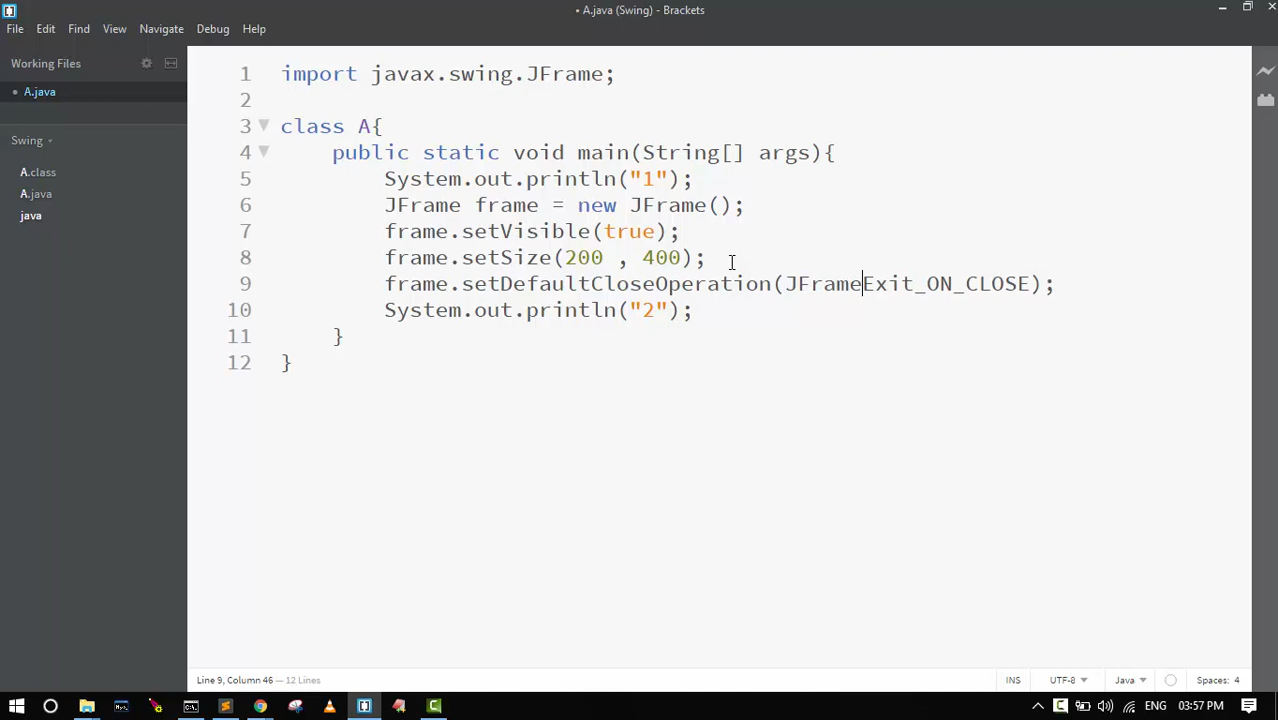 • A.java (Swing) - Brackets
File Edit Find View Navigate Debug Help
Working Files
• A.java
Swing
A.class
A.java
java
1 import javax.swing.JFrame;
2
3 class A{
4 public static void main(String[] args){
5 System.out.println("1");
6 JFrame frame = new JFrame();
7 frame.setVisible(true);
8 frame.setSize(200 , 400);
9 frame.setDefaultCloseOperation(JFrameExit_ON_CLOSE);
10 System.out.println("2");
11 }
12 }
Line 9, Column 46 — 12 Lines
INS UTF-8 Java Spaces: 4
ENG 03:57 PM